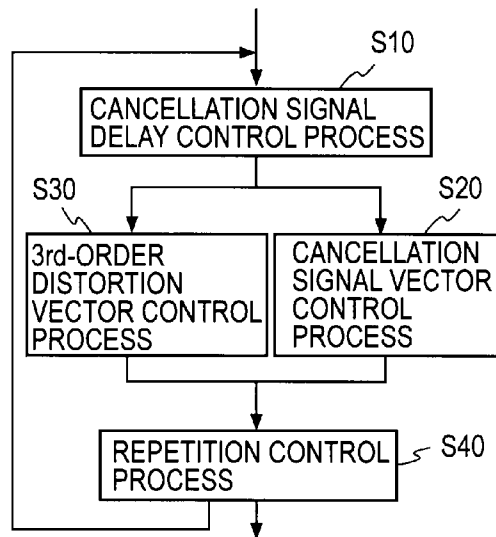 S10
CANCELLATION SIGNAL
DELAY CONTROL PROCESS
S30
3rd-ORDER
DISTORTION
VECTOR CONTROL
PROCESS
S20
CANCELLATION
SIGNAL VECTOR
CONTROL
PROCESS
REPETITION CONTROL
PROCESS
S40